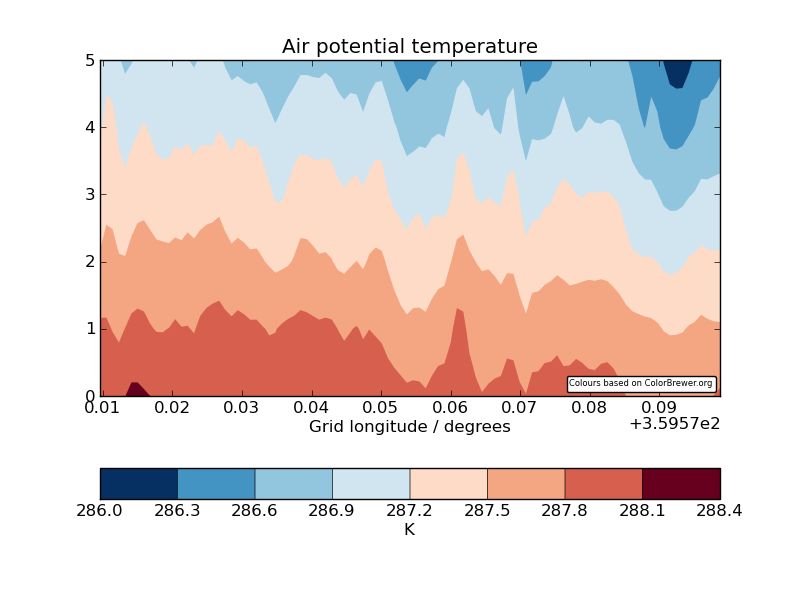 Air potential temperature
5
4
3
2
1
0
0.01 0.02 0.03 0.04 0.05 0.06 0.07 0.08 0.09
Colours based on ColorBrewer.org
+3.5957e2
Grid longitude / degrees
286.0 286.3 286.6 286.9 287.2 287.5 287.8 288.1 288.4
K